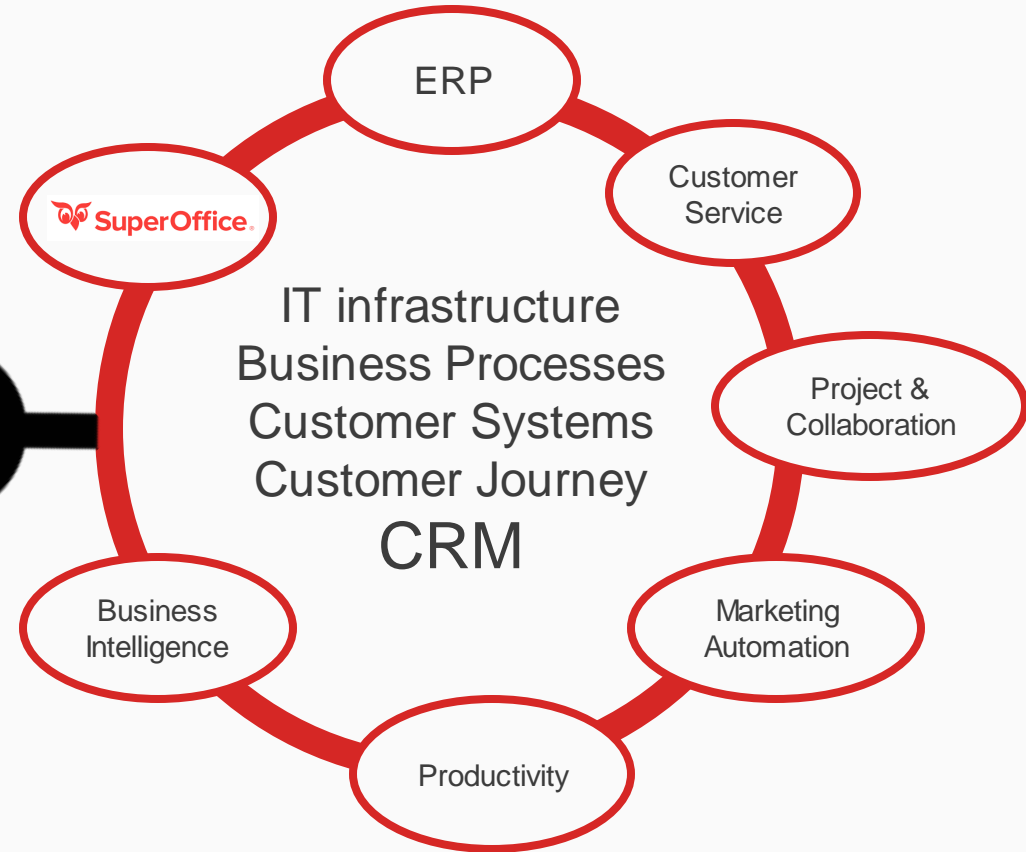 ERP
Customer
Service
SuperOffice.
IT infrastructure
Business Processes
Customer Systems
Customer Journey
CRM
Project &
Collaboration
Business
Intelligence
Marketing
Automation
Productivity